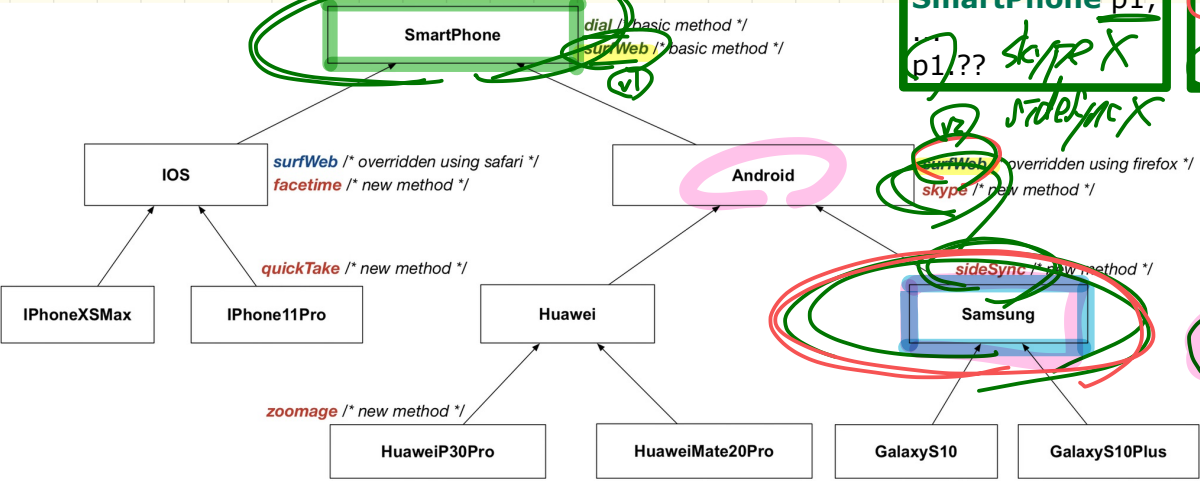 SmartPhone
dial /* basic method */
surfWeb /* basic method */
v1
SmartPhone p1;
...
p1.?? skype X
sideSync X
IOS
surfWeb /* overridden using safari */
facetime /* new method */
Android
v2
surfWeb /* overridden using firefox */
skype /* new method */
quickTake /* new method */
sideSync /* new method */
IPhoneXSMax
IPhone11Pro
Huawei
Samsung
zoomage /* new method */
HuaweiP30Pro
HuaweiMate20Pro
GalaxyS10
GalaxyS10Plus